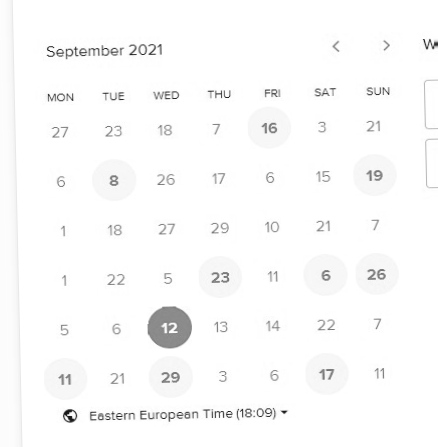 September 2021
MON TUE WED THU FRI SAT SUN
27 23 18 7 16 3 21
6 8 26 17 6 15 19
1 18 27 29 10 21 7
1 22 5 23 11 6 26
5 6 12 13 14 22 7
11 21 29 3 6 17 11
Eastern European Time (18:09)